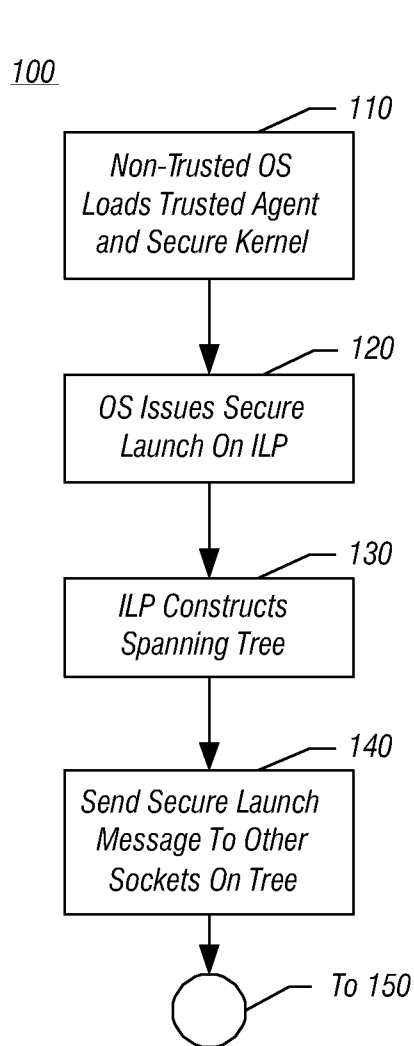 100
110
Non-Trusted OS
Loads Trusted Agent
and Secure Kernel
120
OS Issues Secure
Launch On ILP
130
ILP Constructs
Spanning Tree
140
Send Secure Launch
Message To Other
Sockets On Tree
To 150